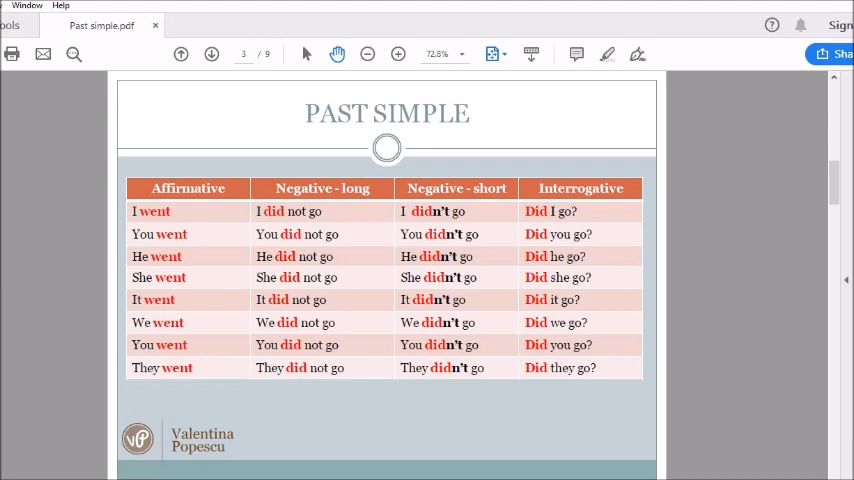 Window Help
ools Past simple.pdf × Sign
3 / 9 72.8% Sha
PAST SIMPLE
Affirmative Negative - long Negative - short Interrogative
I went I did not go I didn't go Did I go?
You went You did not go You didn't go Did you go?
He went He did not go He didn't go Did he go?
She went She did not go She didn't go Did she go?
It went It did not go It didn't go Did it go?
We went We did not go We didn't go Did we go?
You went You did not go You didn't go Did you go?
They went They did not go They didn't go Did they go?
VP Valentina
Popescu